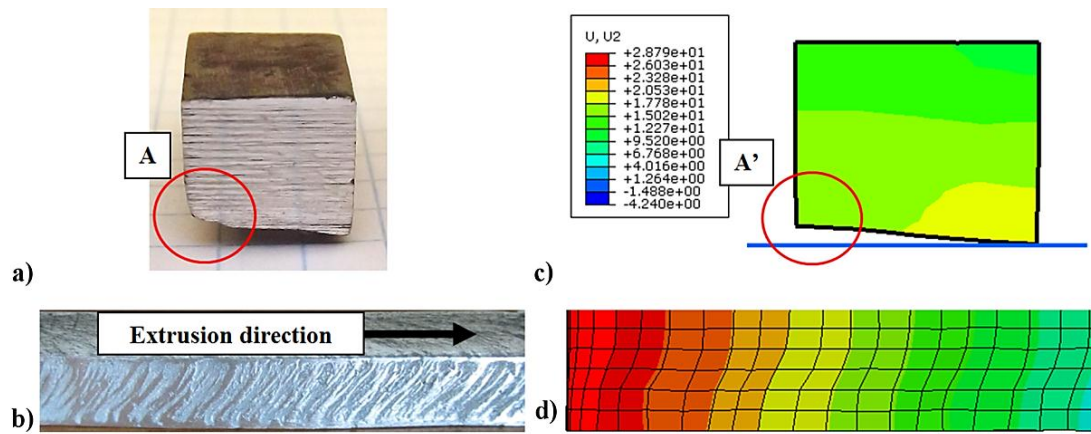 A
a)
Extrusion direction
b)
U, U2
+2.879e+01
+2.603e+01
+2.328e+01
+2.053e+01
+1.778e+01
+1.502e+01
+1.227e+01
+9.520e+00
+6.768e+00
+4.016e+00
+1.264e+00
-1.488e+00
-4.240e+00
A’
c)
d)